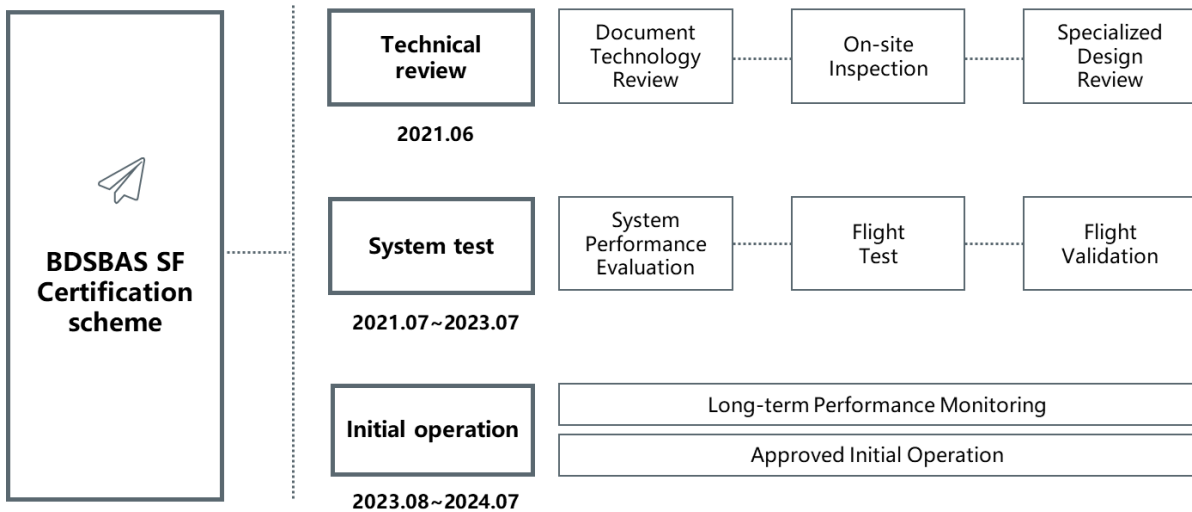 BDSBAS SF
Certification
scheme
Technical
review
2021.06
Document
Technology
Review
On-site
Inspection
Specialized
Design
Review
System test
2021.07~2023.07
System
Performance
Evaluation
Flight
Test
Flight
Validation
Initial operation
2023.08~2024.07
Long-term Performance Monitoring
Approved Initial Operation